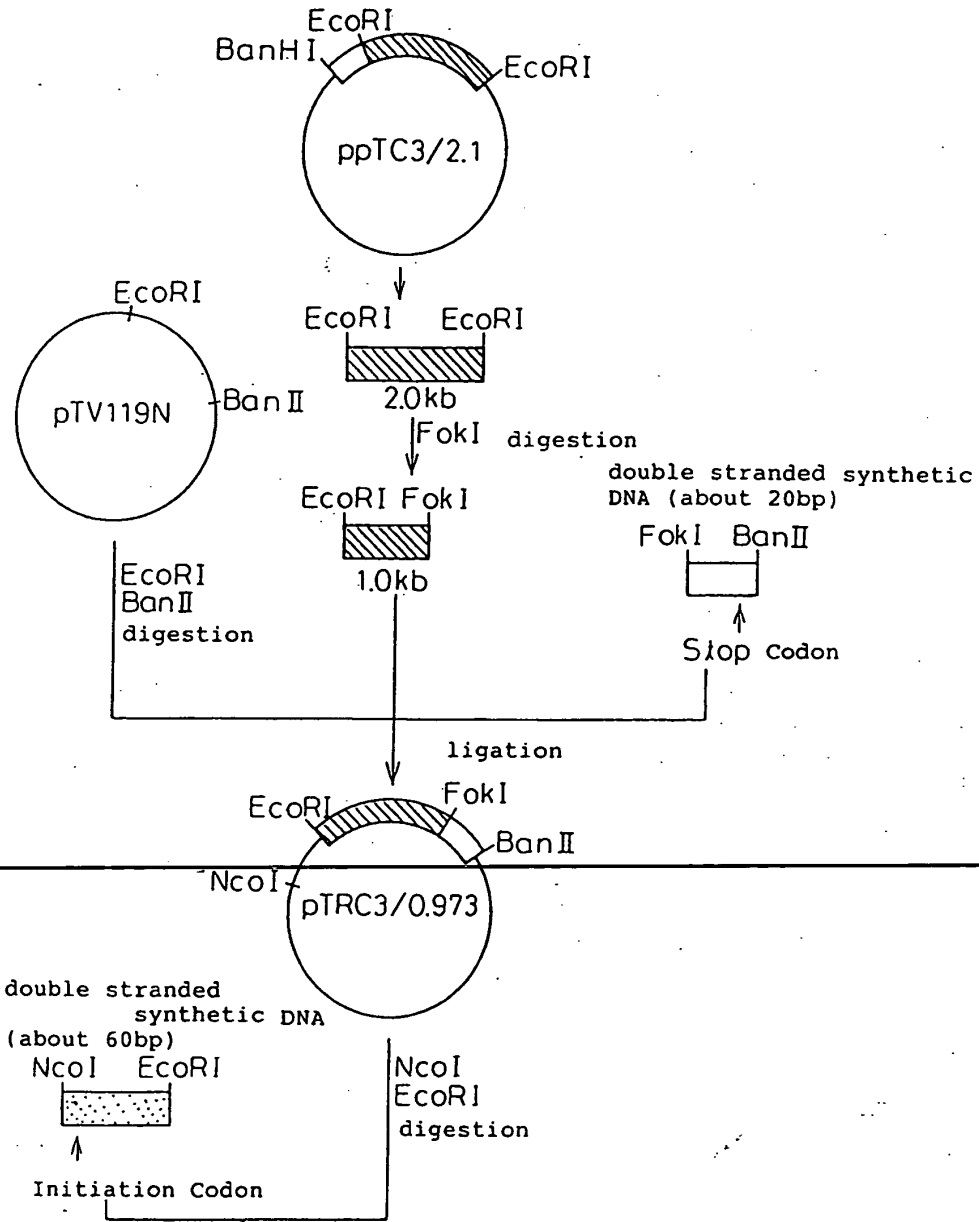 EcoRI
BanHI
EcoRI
ppTC3/2.1
EcoRI
EcoRI EcoRI
pTV119N
BanII
2.0kb
FokI digestion
double stranded synthetic
DNA (about 20bp)
EcoRI FokI
FokI BanII
1.0kb
EcoRI
BanII
digestion
Stop Codon
ligation
EcoRI
FokI
BanII
NcoI
pTRC3/0.973
double stranded
synthetic DNA
(about 60bp)
NcoI EcoRI
NcoI
EcoRI
digestion
Initiation Codon